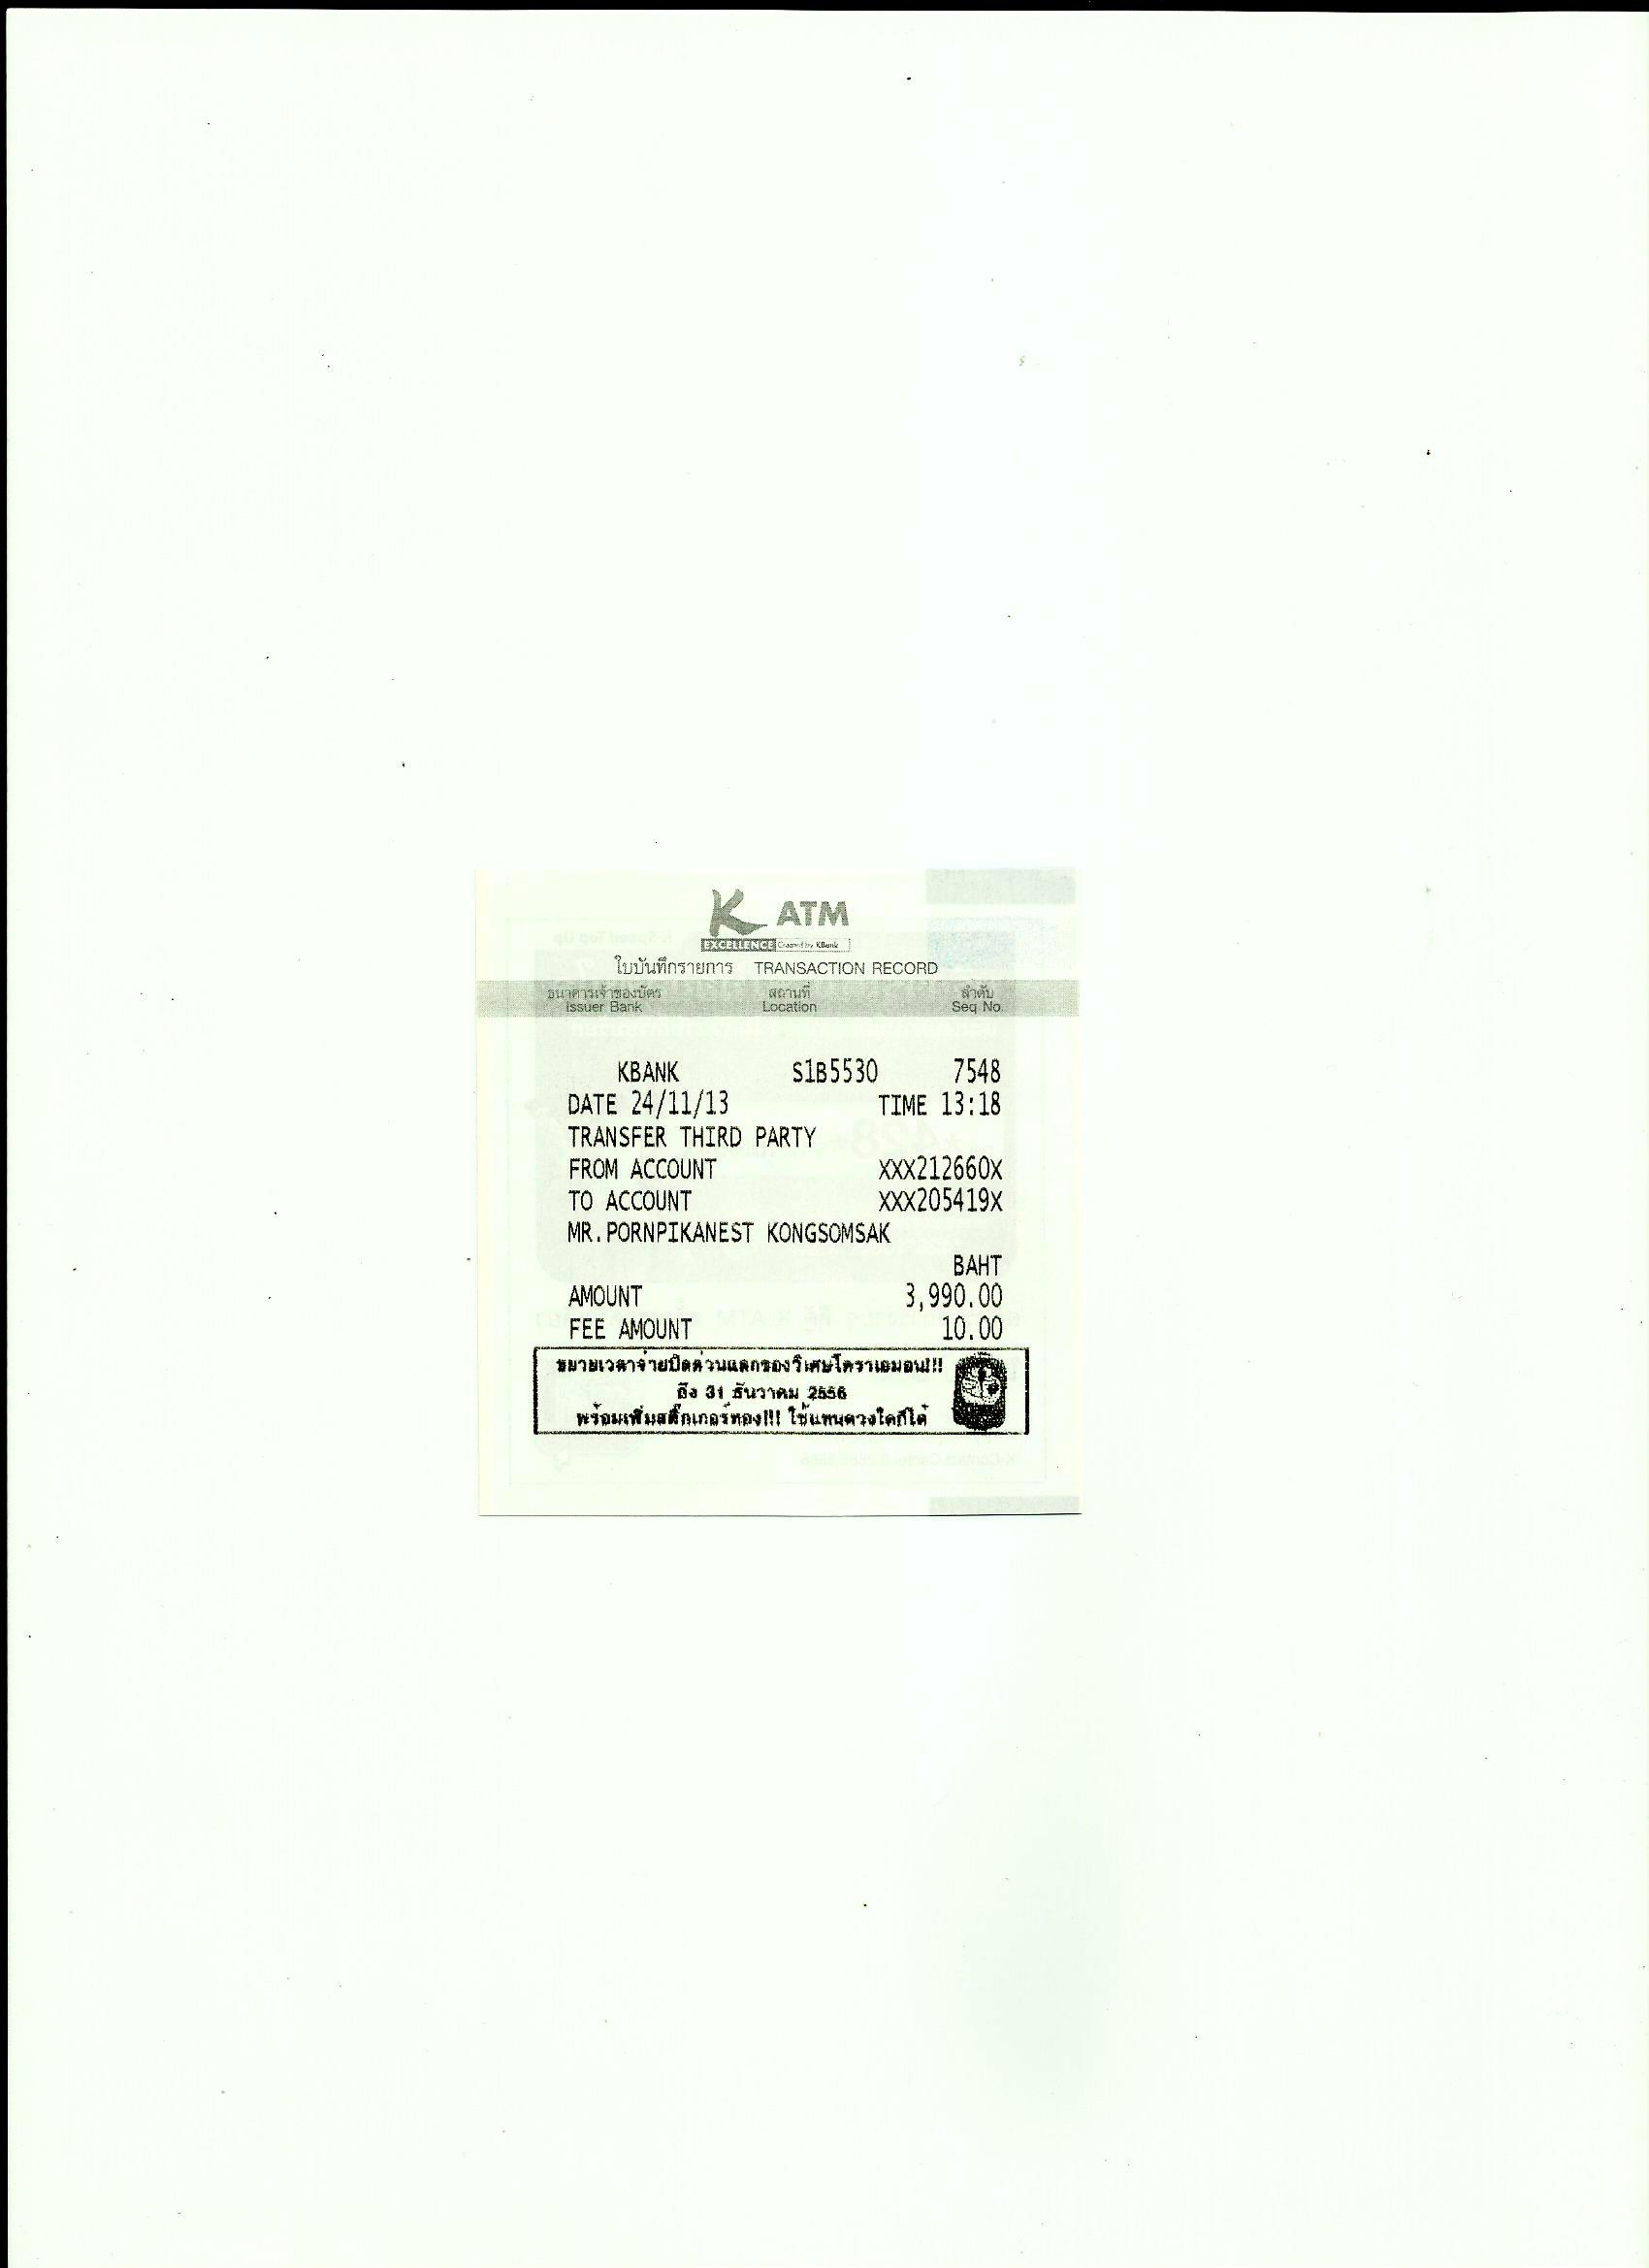 K ATM
EXCELLENCE Created by KBank
ใบบันทึกรายการ TRANSACTION RECORD
ธนาคารเจ้าของบัตร สถานที่ ลำดับ
Issuer Bank Location Seq No.
KBANK S1B5530 7548
DATE 24/11/13 TIME 13:18
TRANSFER THIRD PARTY
FROM ACCOUNT XXX212660X
TO ACCOUNT XXX205419X
MR.PORNPIKANEST KONGSOMSAK
BAHT
AMOUNT 3,990.00
FEE AMOUNT 10.00
ขยายเวลาจ่ายปิดด่วนแลกของวิเศษโดราเอมอน!!!
ถึง 31 ธันวาคม 2556
พร้อมเพิ่มสติ๊กเกอร์ทอง!!! ใช้แทนดวงใดก็ได้